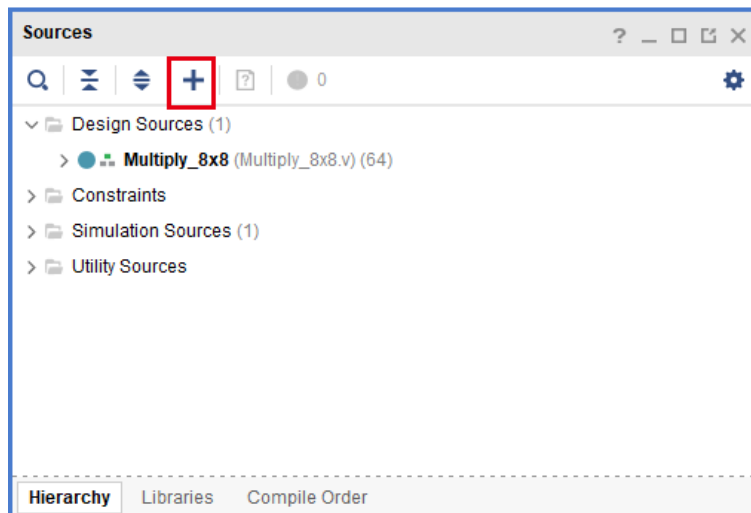 Sources
0
Design Sources (1)
Multiply_8x8 (Multiply_8x8.v) (64)
Constraints
Simulation Sources (1)
Utility Sources
Hierarchy Libraries Compile Order